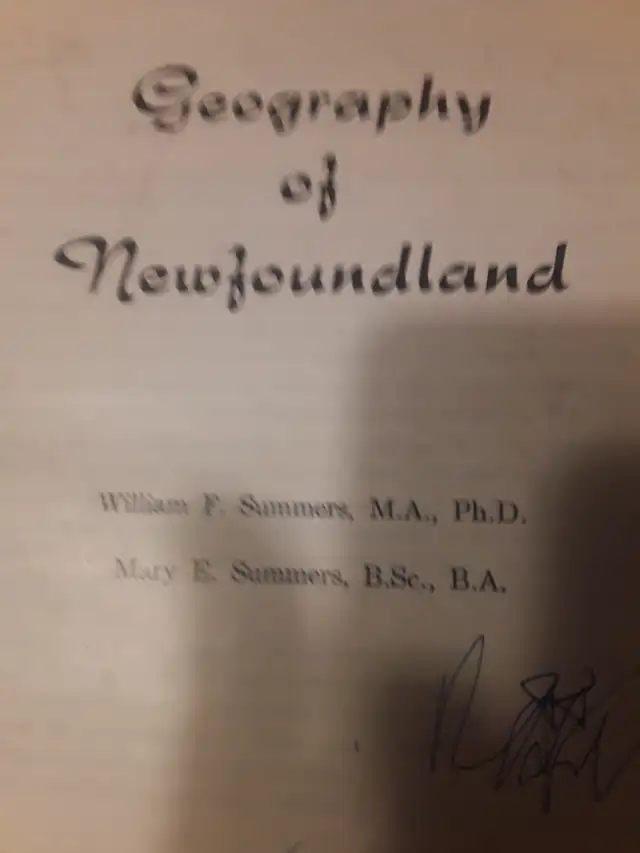 Geography
of
Newfoundland
William F. Summers, M.A., Ph.D.
Mary E. Summers, B.Sc., B.A.